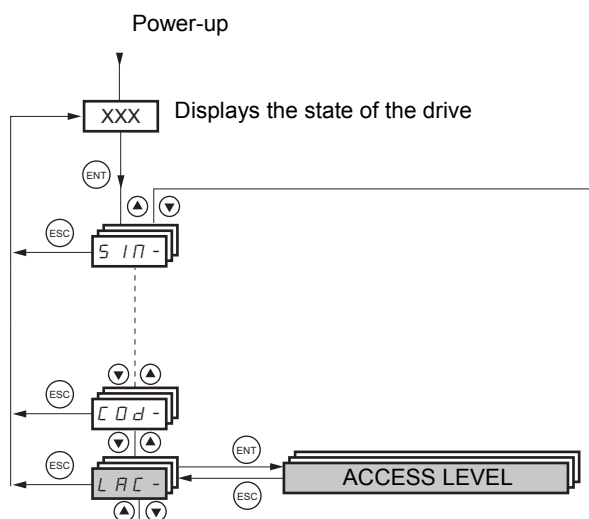 Power-up
XXX Displays the state of the drive
ENT
ESC
SIM-
ESC
COd-
ENT
ESC
LAC- ACCESS LEVEL
ESC